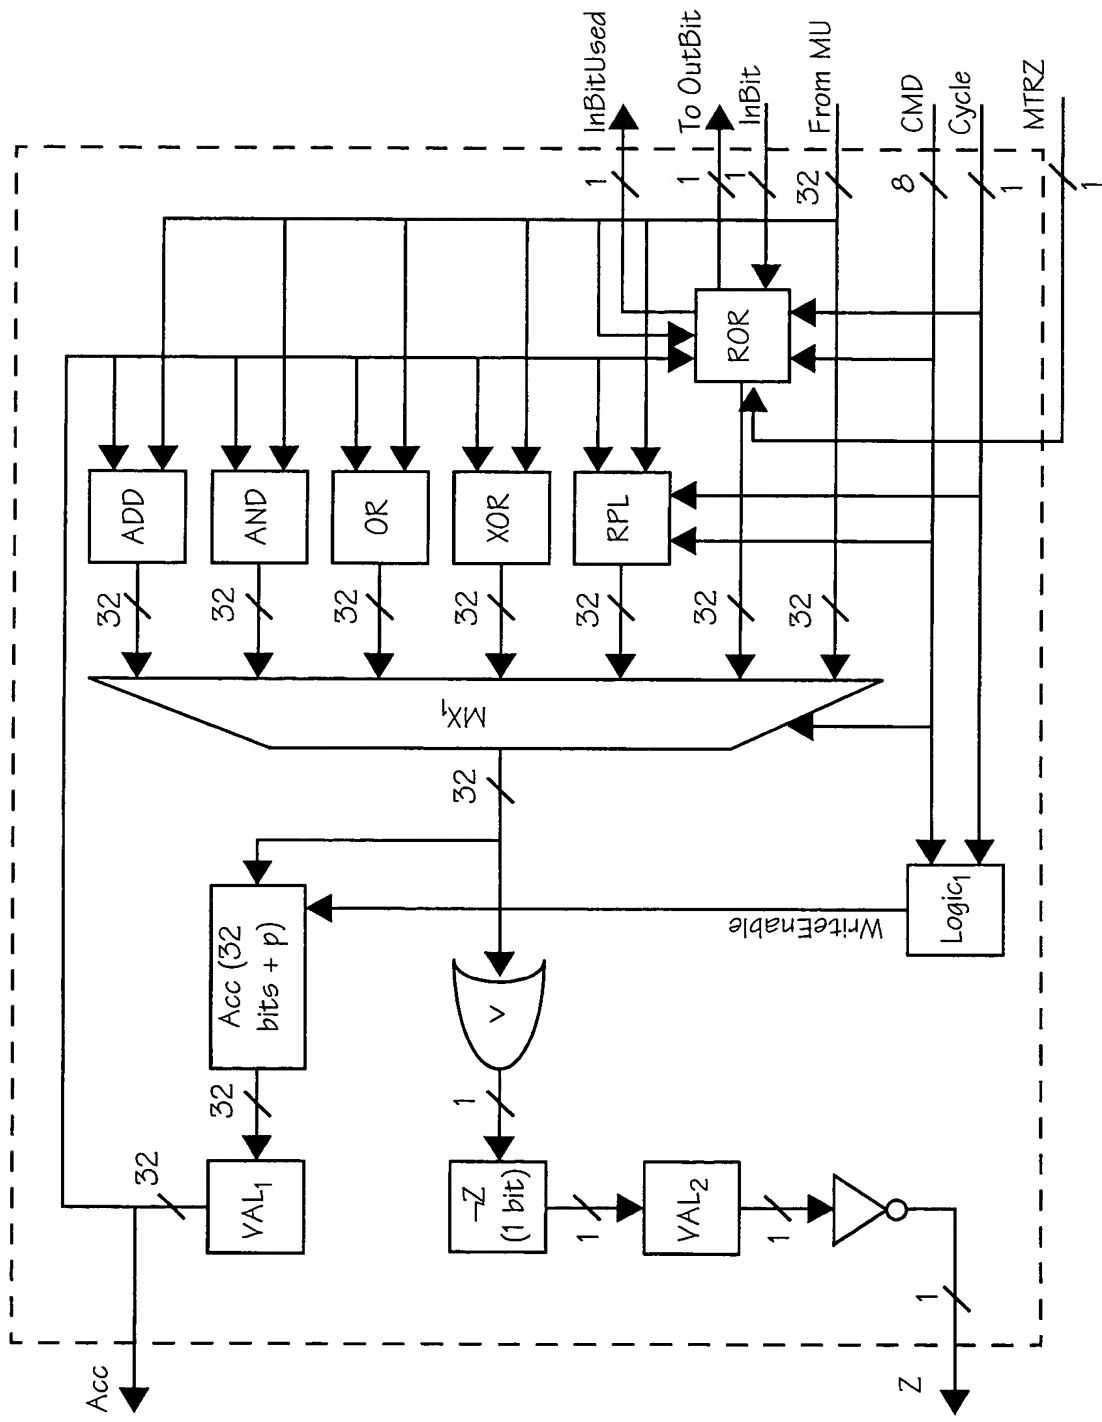 InBitUsed
To OutBit
InBit
From MU
CMD
Cycle
MTRZ
1
1
1
32
8
1
1
ADD
AND
OR
XOR
RPL
ROR
32
32
32
32
32
32
32
MX1
32
Acc (32
bits + p)
WriteEnable
Logic1
32
V
1
VAL1
32
¬Z
(1 bit)
1
VAL2
1
1
Acc
Z